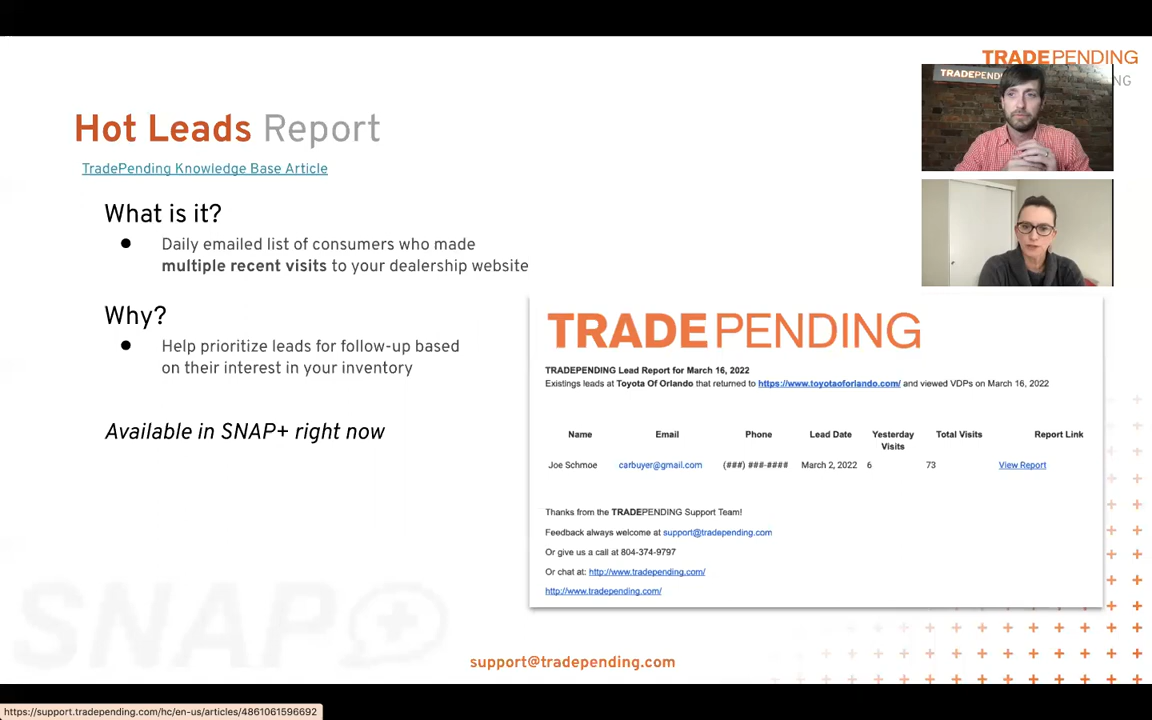 TRADEPENDING
TRADEPENDI
NG
Hot Leads Report
TradePending Knowledge Base Article
What is it?
● Daily emailed list of consumers who made
multiple recent visits to your dealership website
Why?
● Help prioritize leads for follow-up based
on their interest in your inventory
Available in SNAP+ right now
TRADEPENDING
TRADEPENDING Lead Report for March 16, 2022
Existings leads at Toyota Of Orlando that returned to https://www.toyotaoforlando.com/ and viewed VDPs on March 16, 2022
Name Email Phone Lead Date Yesterday Visits Total Visits Report Link
Joe Schmoe carbuyer@gmail.com (###) ###-#### March 2, 2022 6 73 View Report
Thanks from the TRADEPENDING Support Team!
Feedback always welcome at support@tradepending.com
Or give us a call at 804-374-9797
Or chat at: http://www.tradepending.com/
http://www.tradepending.com/
SNAP
support@tradepending.com
https://support.tradepending.com/hc/en-us/articles/4861061596692